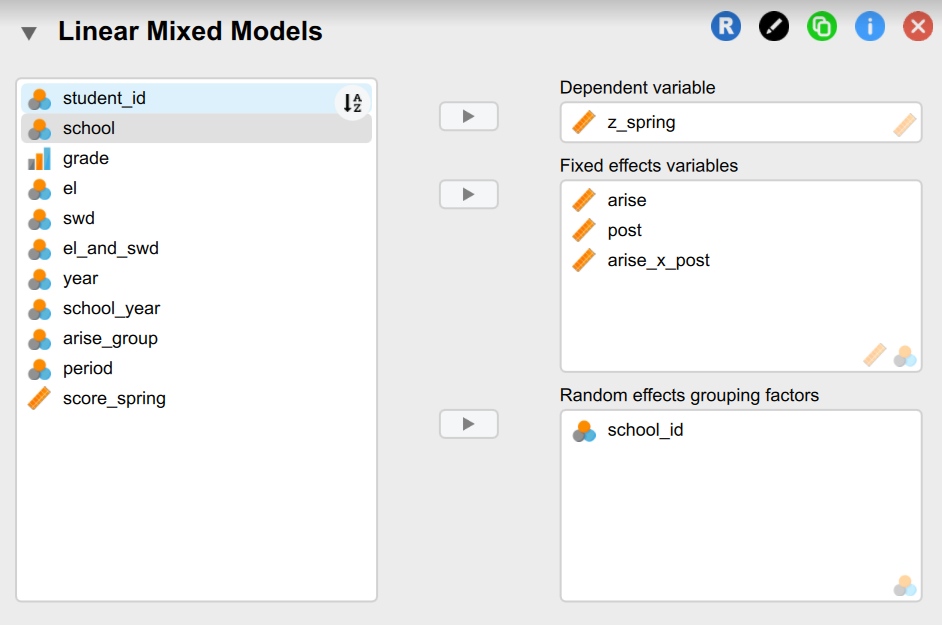 Linear Mixed Models
R
i
student_id
A
Z
school
grade
el
swd
el_and_swd
year
school_year
arise_group
period
score_spring
Dependent variable
z_spring
Fixed effects variables
arise
post
arise_x_post
Random effects grouping factors
school_id